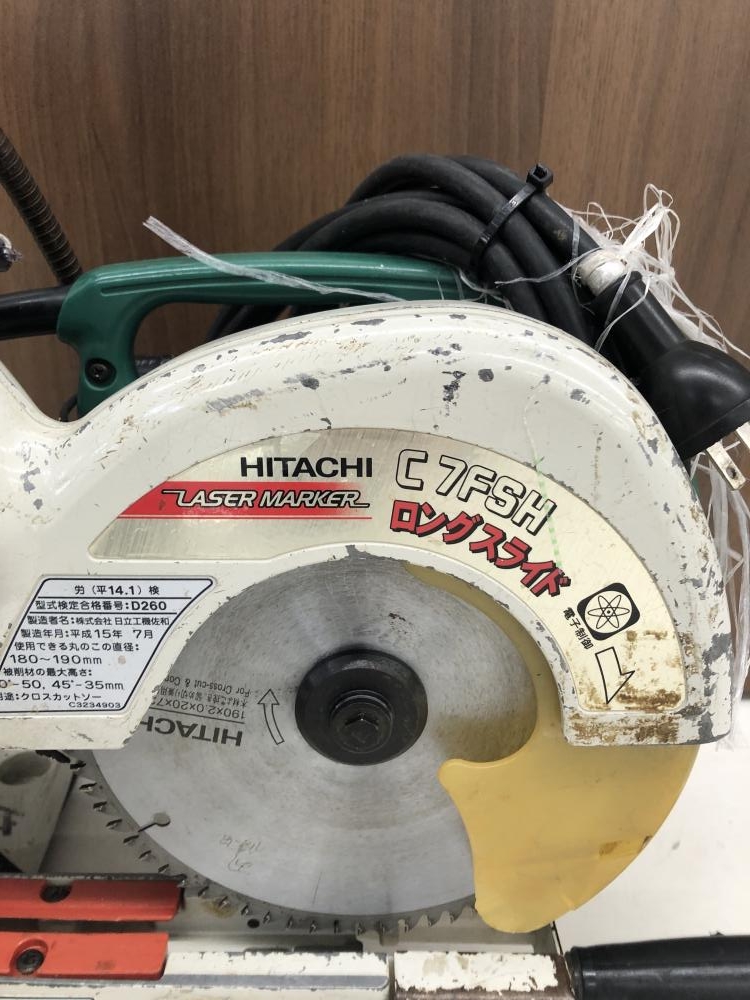 HITACHI
LASER MARKER
C 7FSH
ロングスライド
電子制御
労（平14.1）検
型式検定合格番号：D260
製造者名：株式会社 日立工機佐和
製造年月：平成15年 7月
使用できる丸のこの直径：
180〜190mm
被削材の最大高さ：
0°-50, 45°-35mm
用途：クロスカットソー
C3234903
HITACHI
190×2.0×20×72
For Cross-cut &